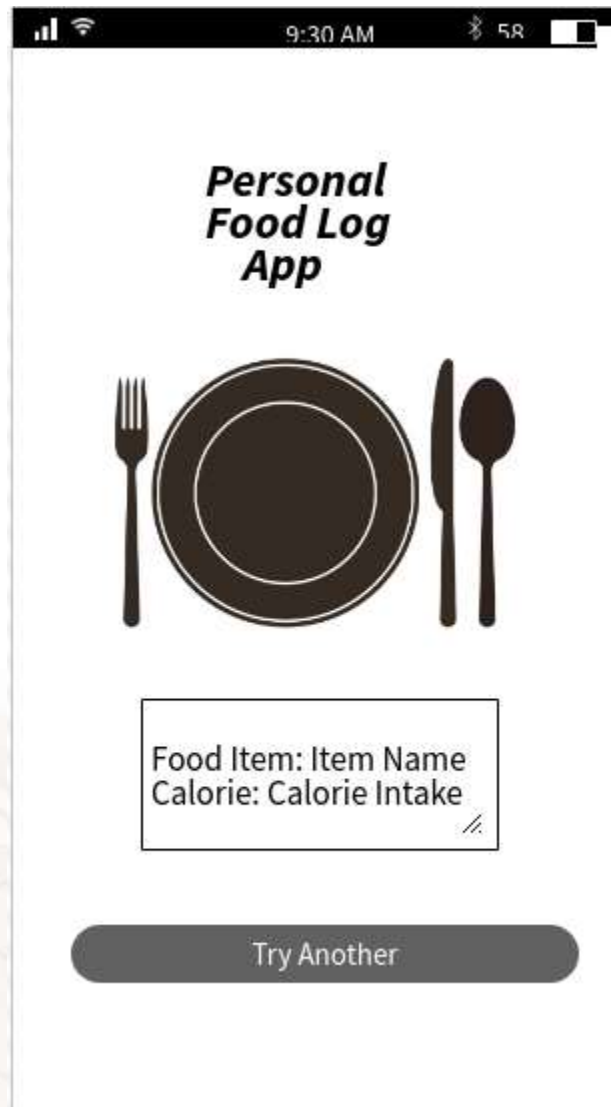 9:30 AM 58
Personal
Food Log
App
Food Item: Item Name
Calorie: Calorie Intake
Try Another